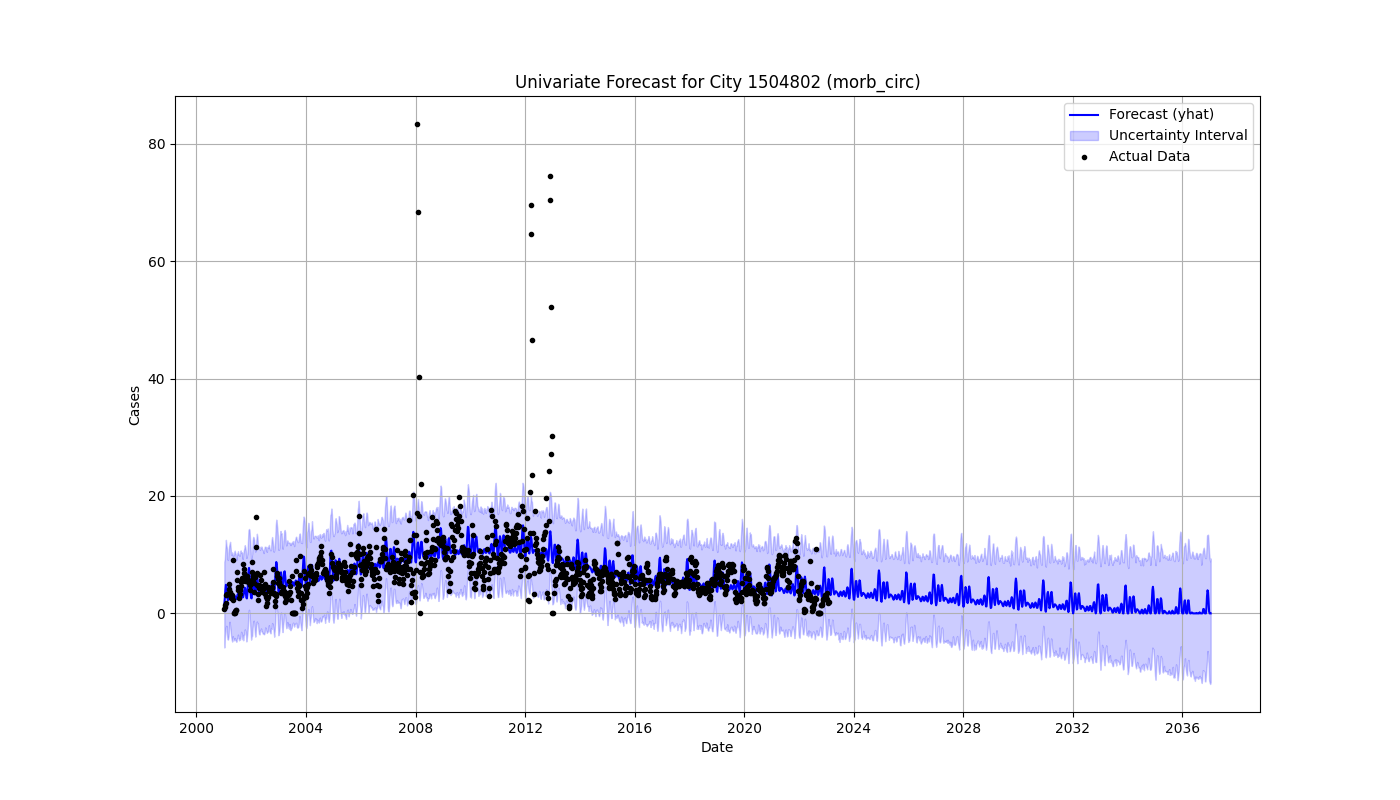 Univariate Forecast for City 1504802 (morb_circ)
Forecast (yhat)
Uncertainty Interval
Actual Data
80
60
40
20
0
Cases
2000 2004 2008 2012 2016 2020 2024 2028 2032 2036
Date